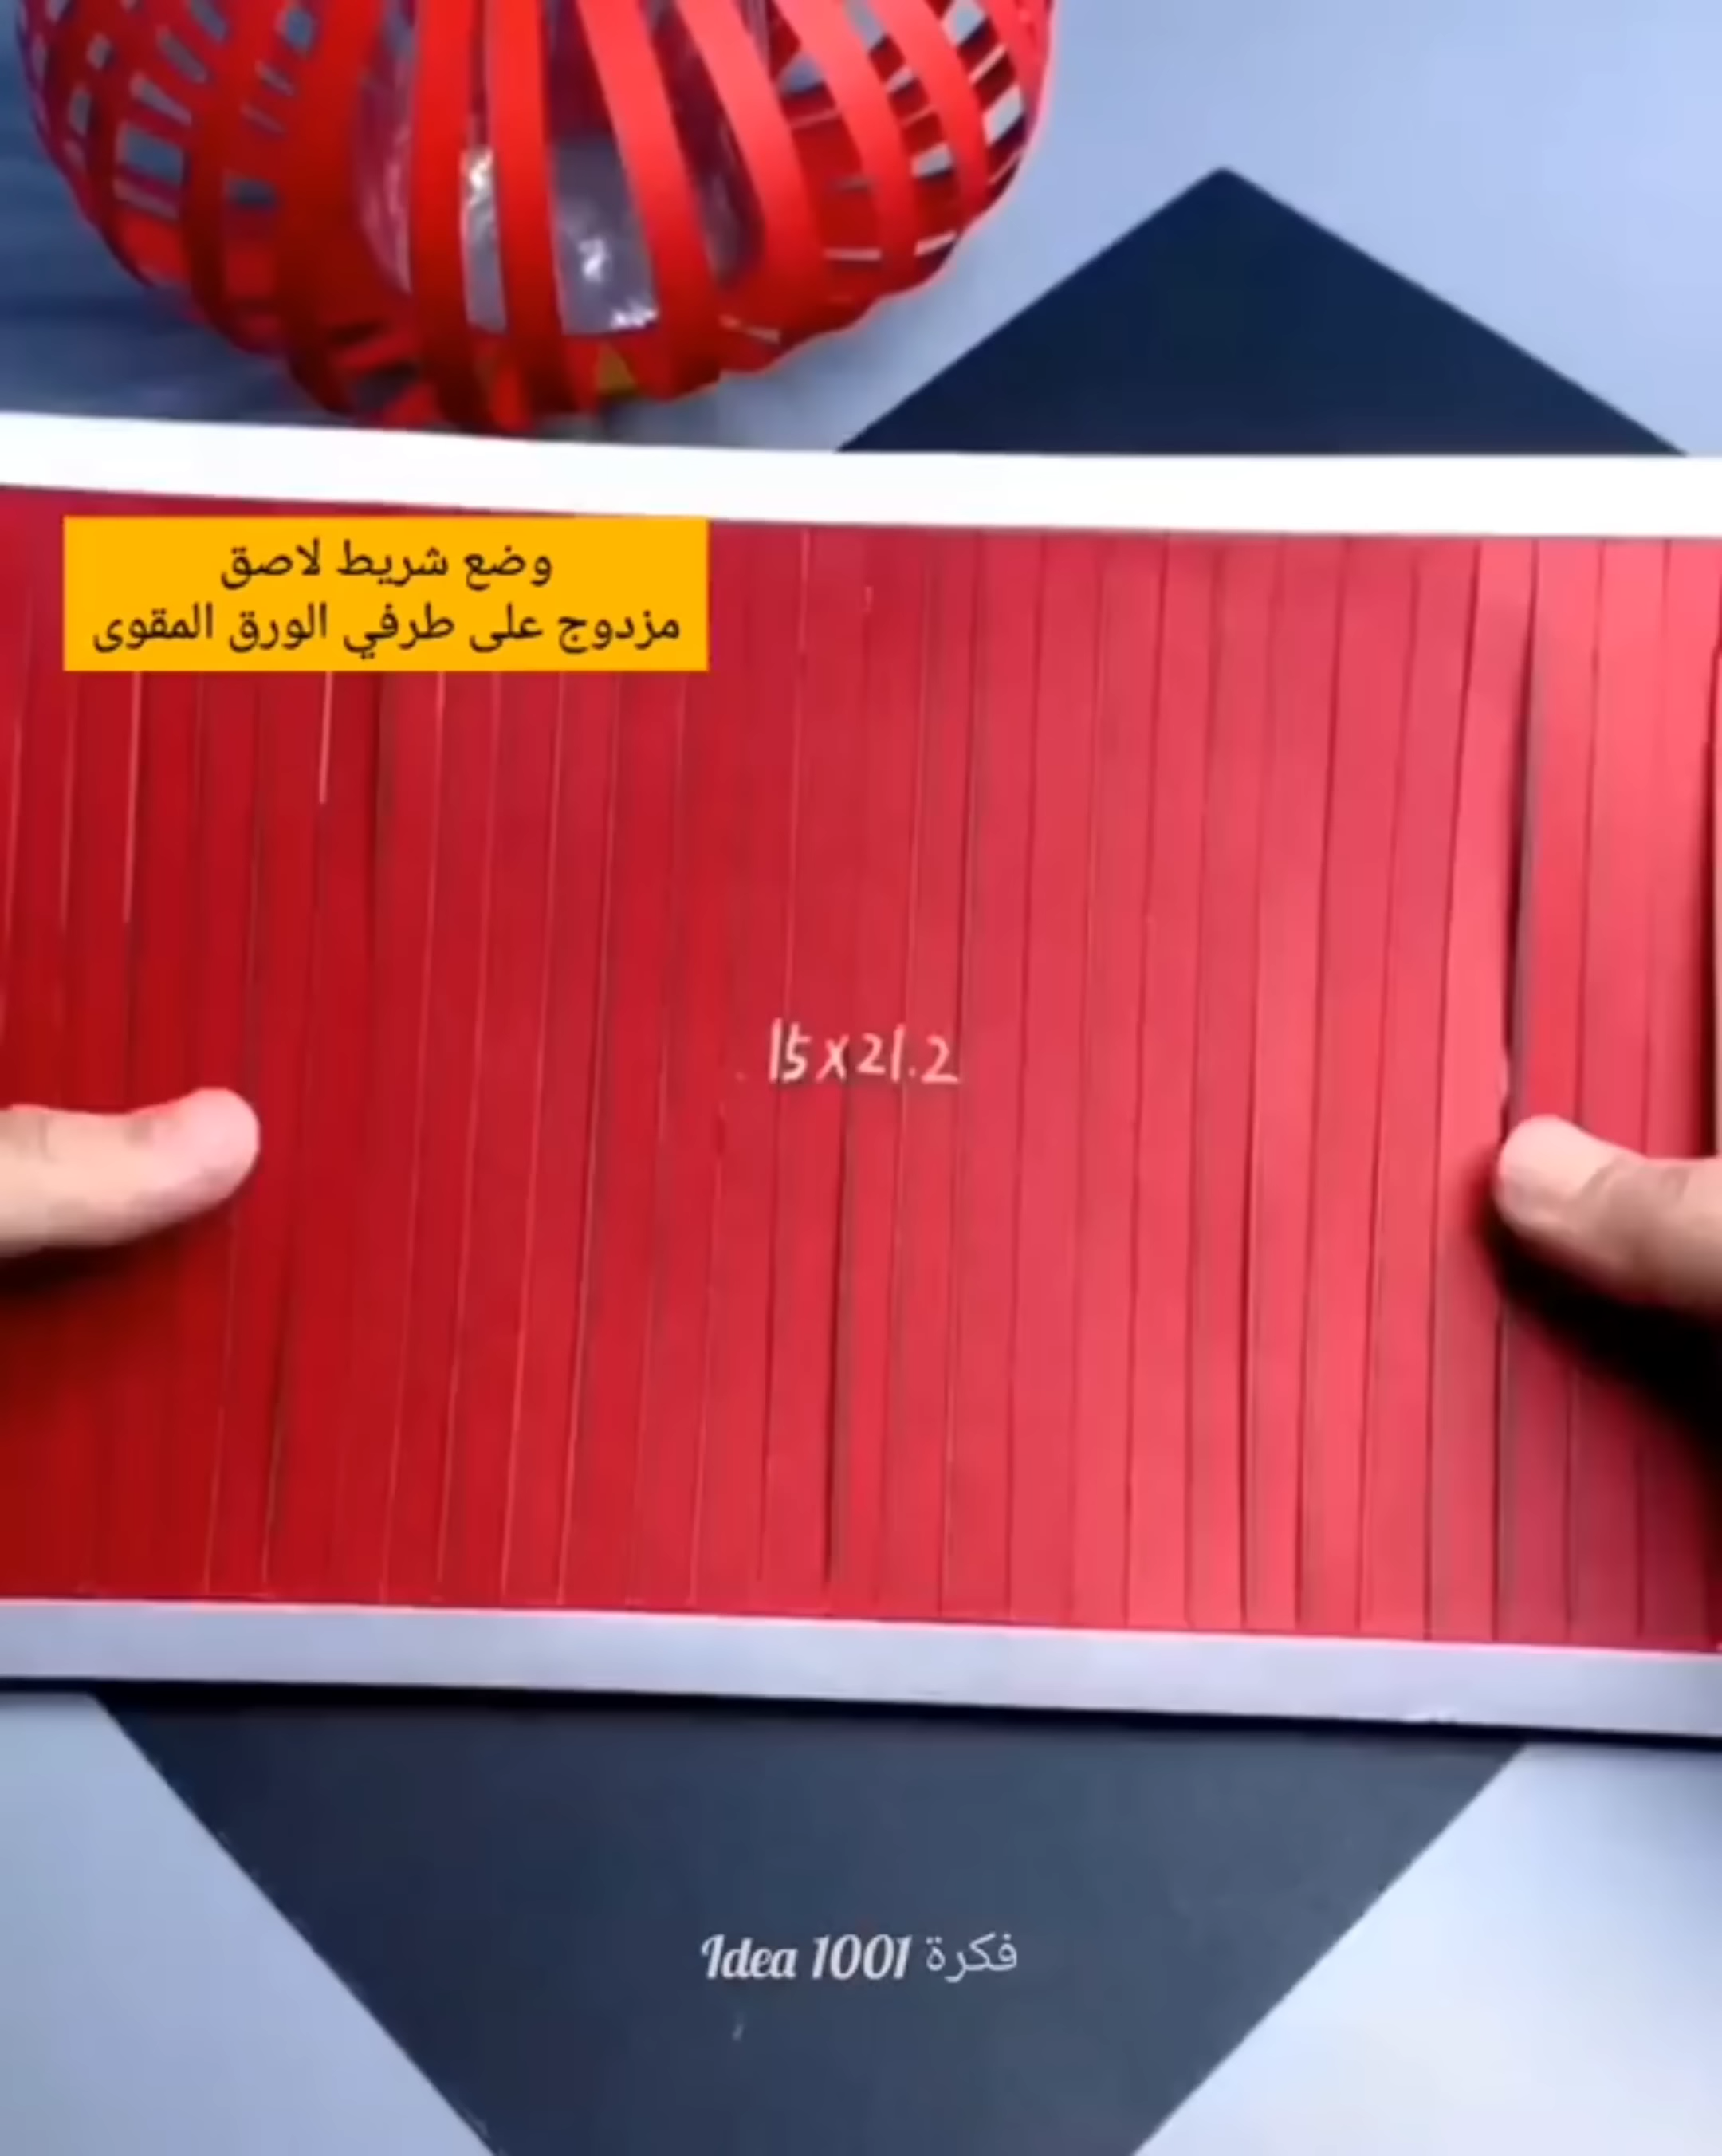 وضع شريط لاصق
مزدوج على طرفي الورق المقوى
15x21.2
Idea 1001 فكرة